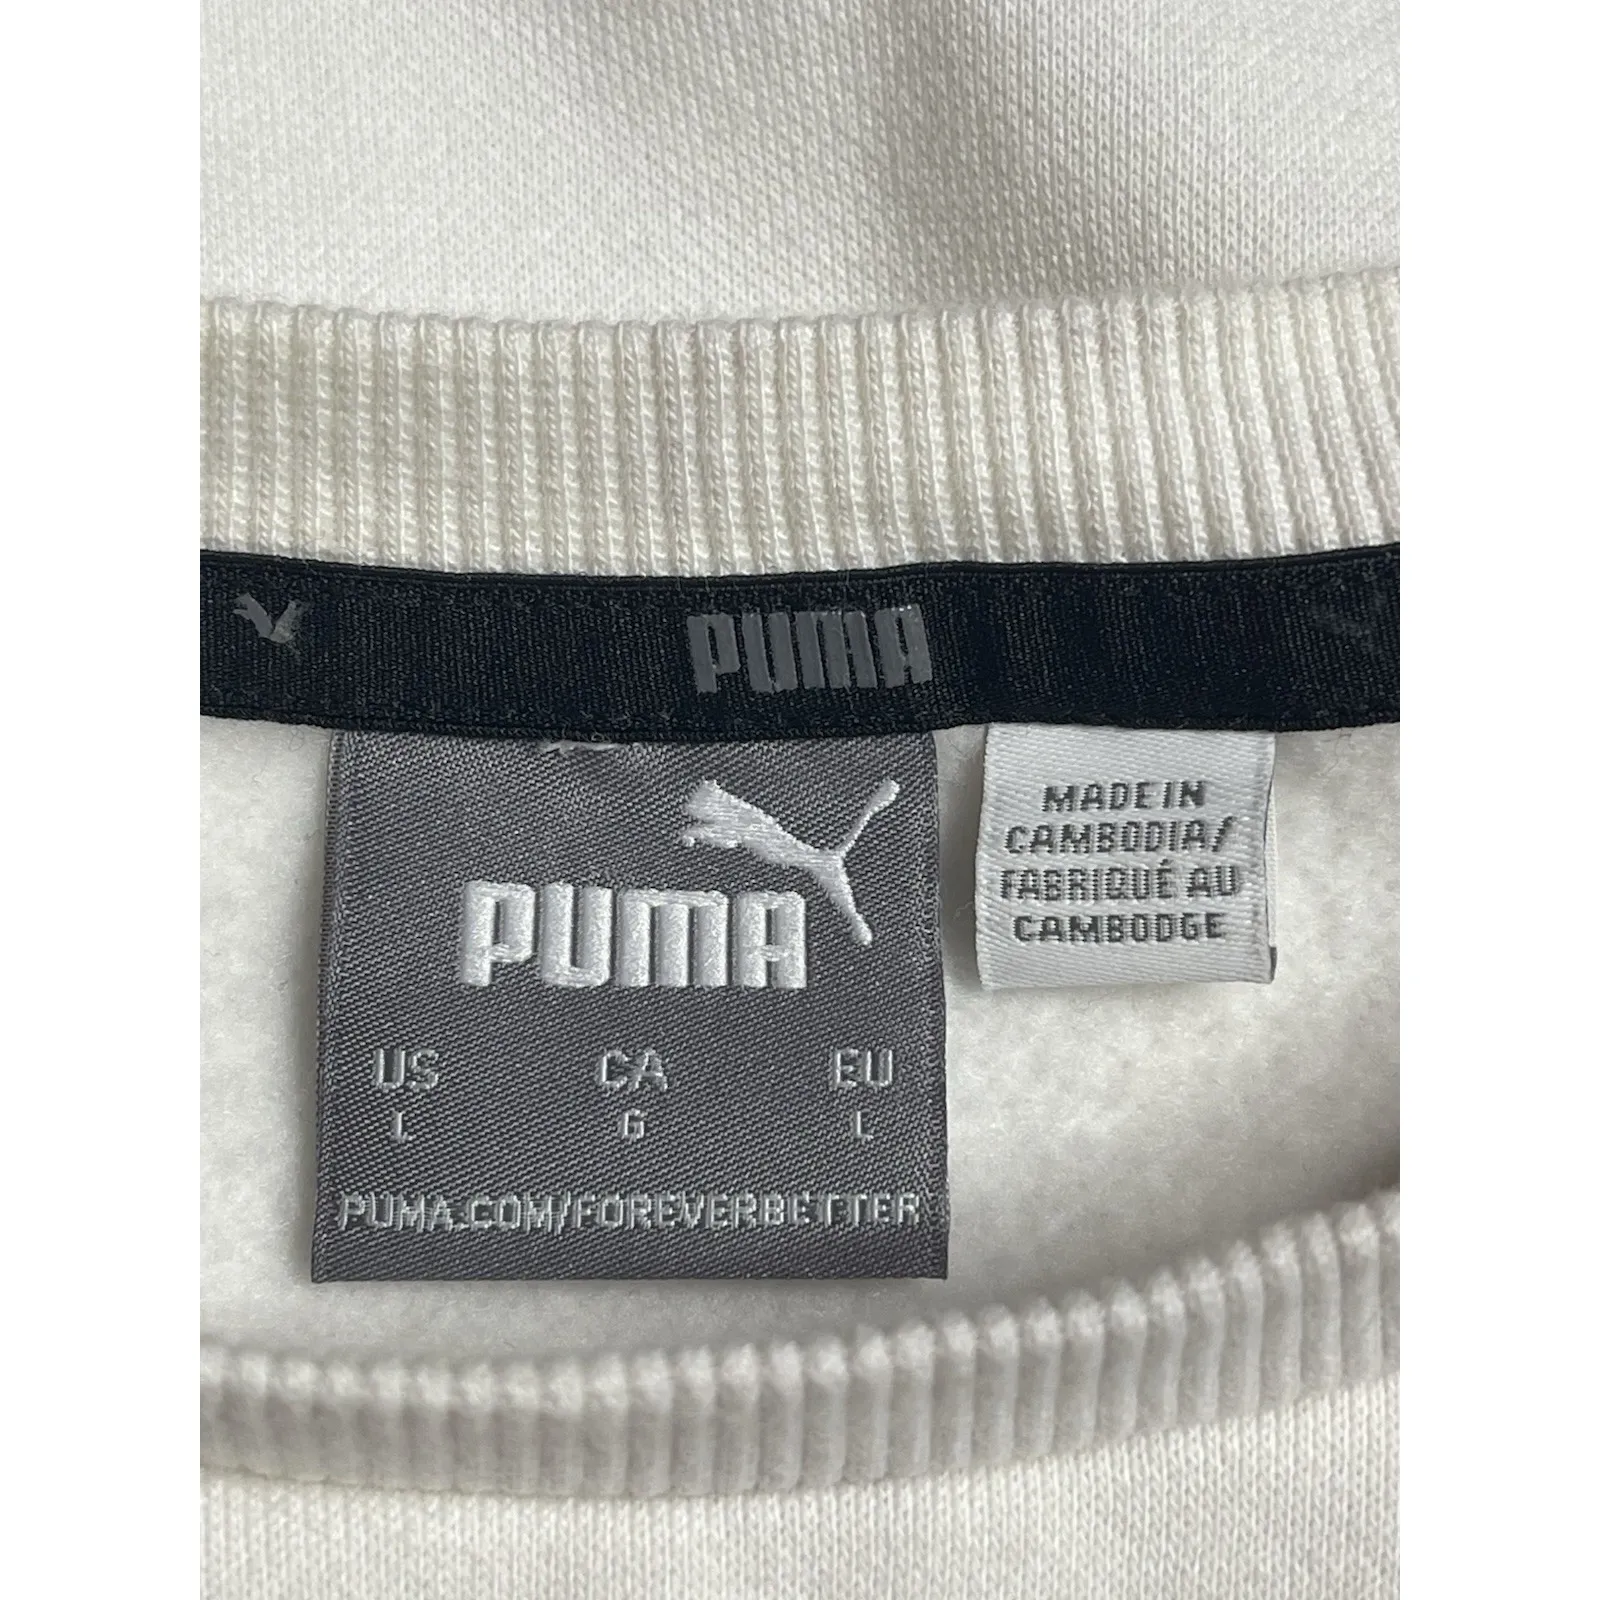 PUMA
PUMA
US CA EU
L G L
PUMA.COM/FOREVERBETTER
MADE IN
CAMBODIA/
FABRIQUÉ AU
CAMBODGE